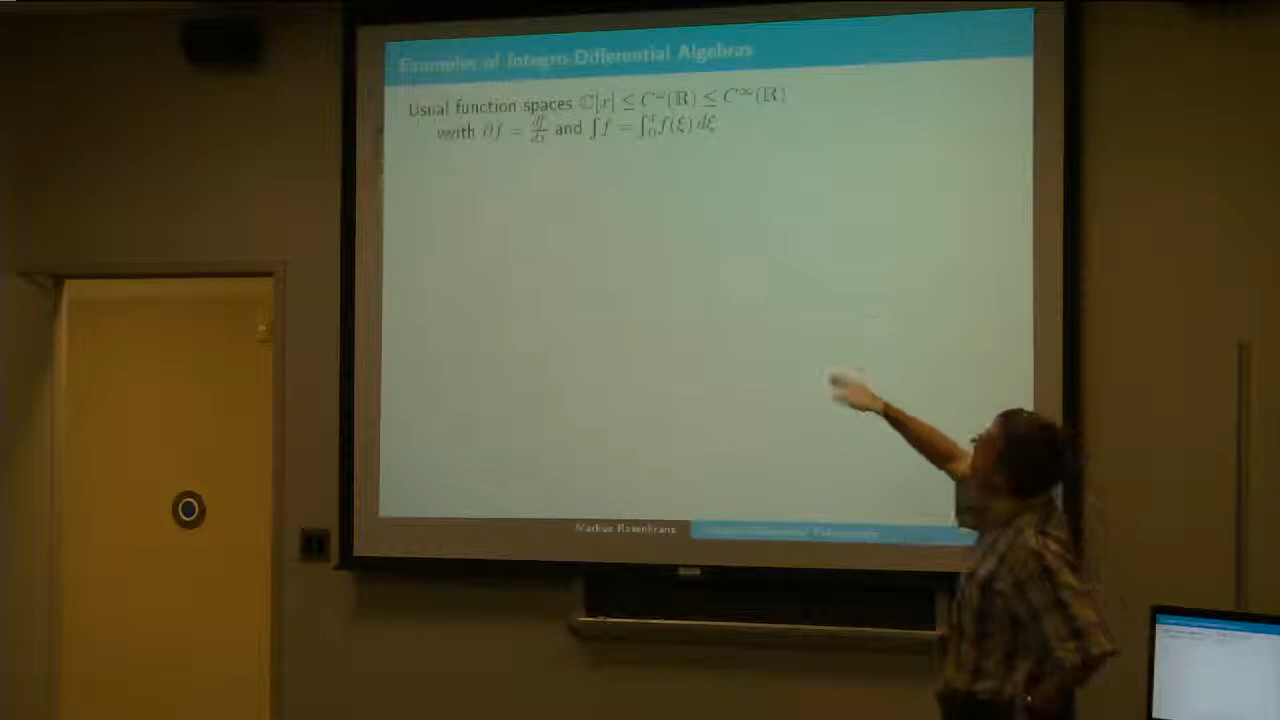 Examples of Integro-Differential Algebras
Usual function spaces ℂ[x] ≤ C^ω(ℝ) ≤ C^∞(ℝ)
with ∂f = df/dx and ∫f = ∫_0^x f(ξ) dξ
Markus Rosenkranz